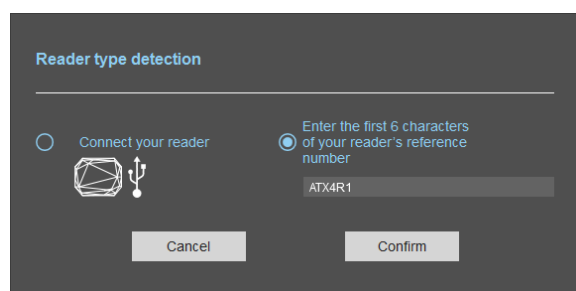 Reader type detection
Connect your reader
Enter the first 6 characters
of your reader's reference
number
ATX4R1
Cancel
Confirm